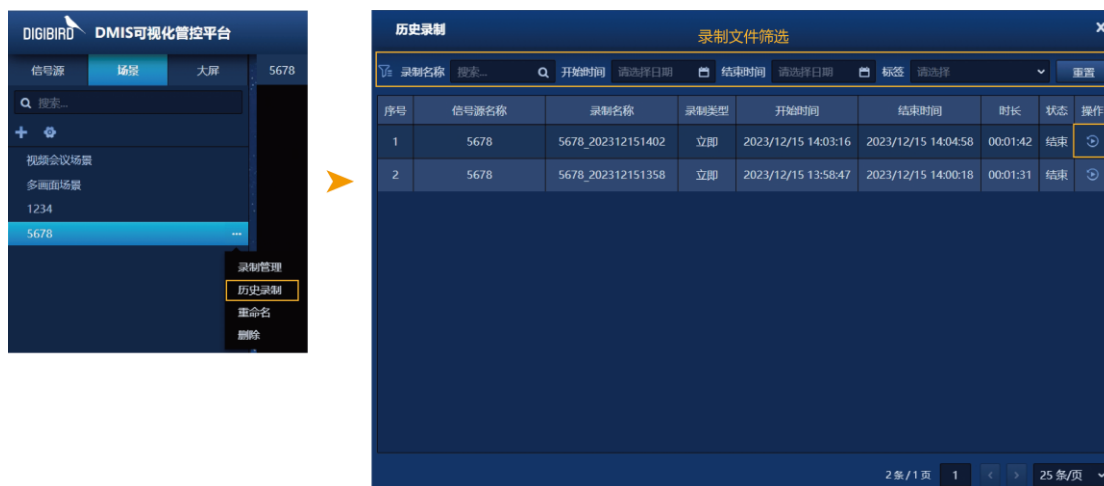 DIGIBIRD DMIS可视化管控平台
信号源 场景 大屏 5678
搜索...
视频会议场景
多画面场景
1234
5678 ...
录制管理
历史录制
重命名
删除
历史录制 X
录制文件筛选
录制名称 搜索... 开始时间 请选择日期 结束时间 请选择日期 标签 请选择 重置
序号 信号源名称 录制名称 录制类型 开始时间 结束时间 时长 状态 操作
1 5678 5678_202312151402 立即 2023/12/15 14:03:16 2023/12/15 14:04:58 00:01:42 结束
2 5678 5678_202312151358 立即 2023/12/15 13:58:47 2023/12/15 14:00:18 00:01:31 结束
2 条 / 1 页 1 < > 25 条/页